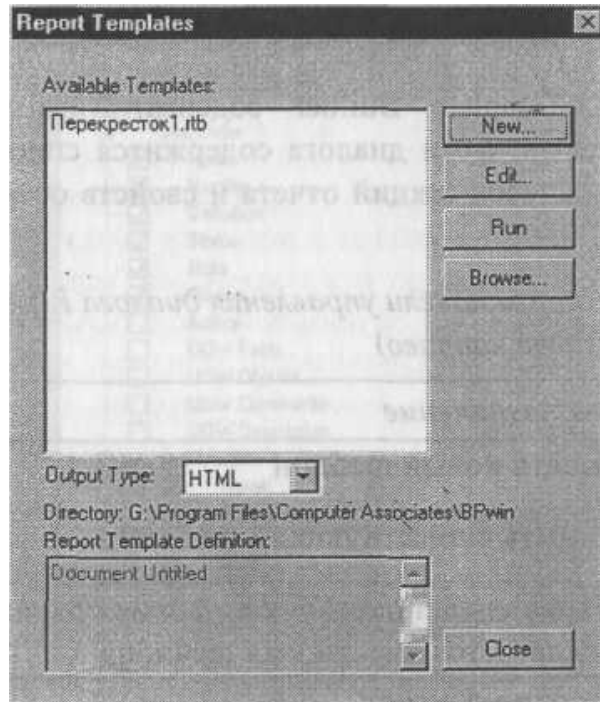 Report Templates
Available Templates:
Перекресток1.rtb
New...
Edit...
Run
Browse...
Output Type: HTML
Directory: G:\Program Files\Computer Associates\BPwin
Report Template Definition:
Document Untitled
Close